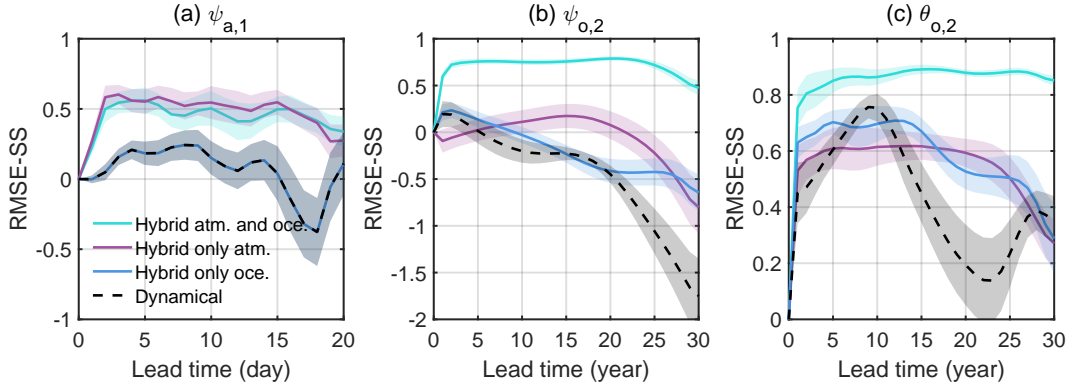 (a) ψa,1
RMSE-SS
1
0.5
0
-0.5
-1
0 5 10 15 20
Lead time (day)
Hybrid atm. and oce.
Hybrid only atm.
Hybrid only oce.
Dynamical
(b) ψo,2
RMSE-SS
1
0.5
0
-0.5
-1
-1.5
-2
0 5 10 15 20 25 30
Lead time (year)
(c) θo,2
RMSE-SS
1
0.8
0.6
0.4
0.2
0
0 5 10 15 20 25 30
Lead time (year)